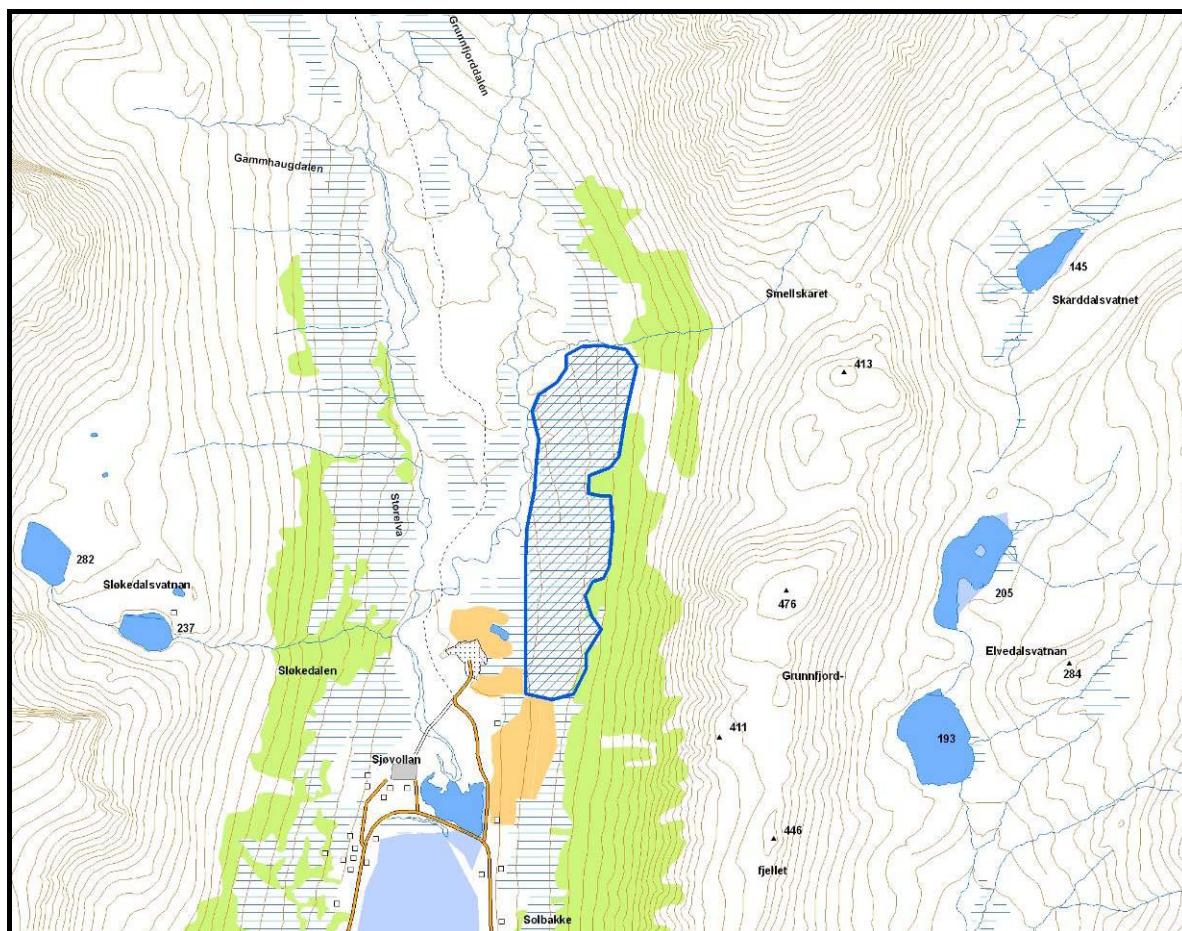 Grunnfjorddalen
Gammhaugdalen
145
Smellskaret
Skarddalsvatnet
413
Storelva
282
Sløkedalsvatnan
476
205
237
Elvedalsvatnan
Sløkedalen
Grunnfjord-
284
411
193
Sjøvollan
446
fjellet
Solbakke